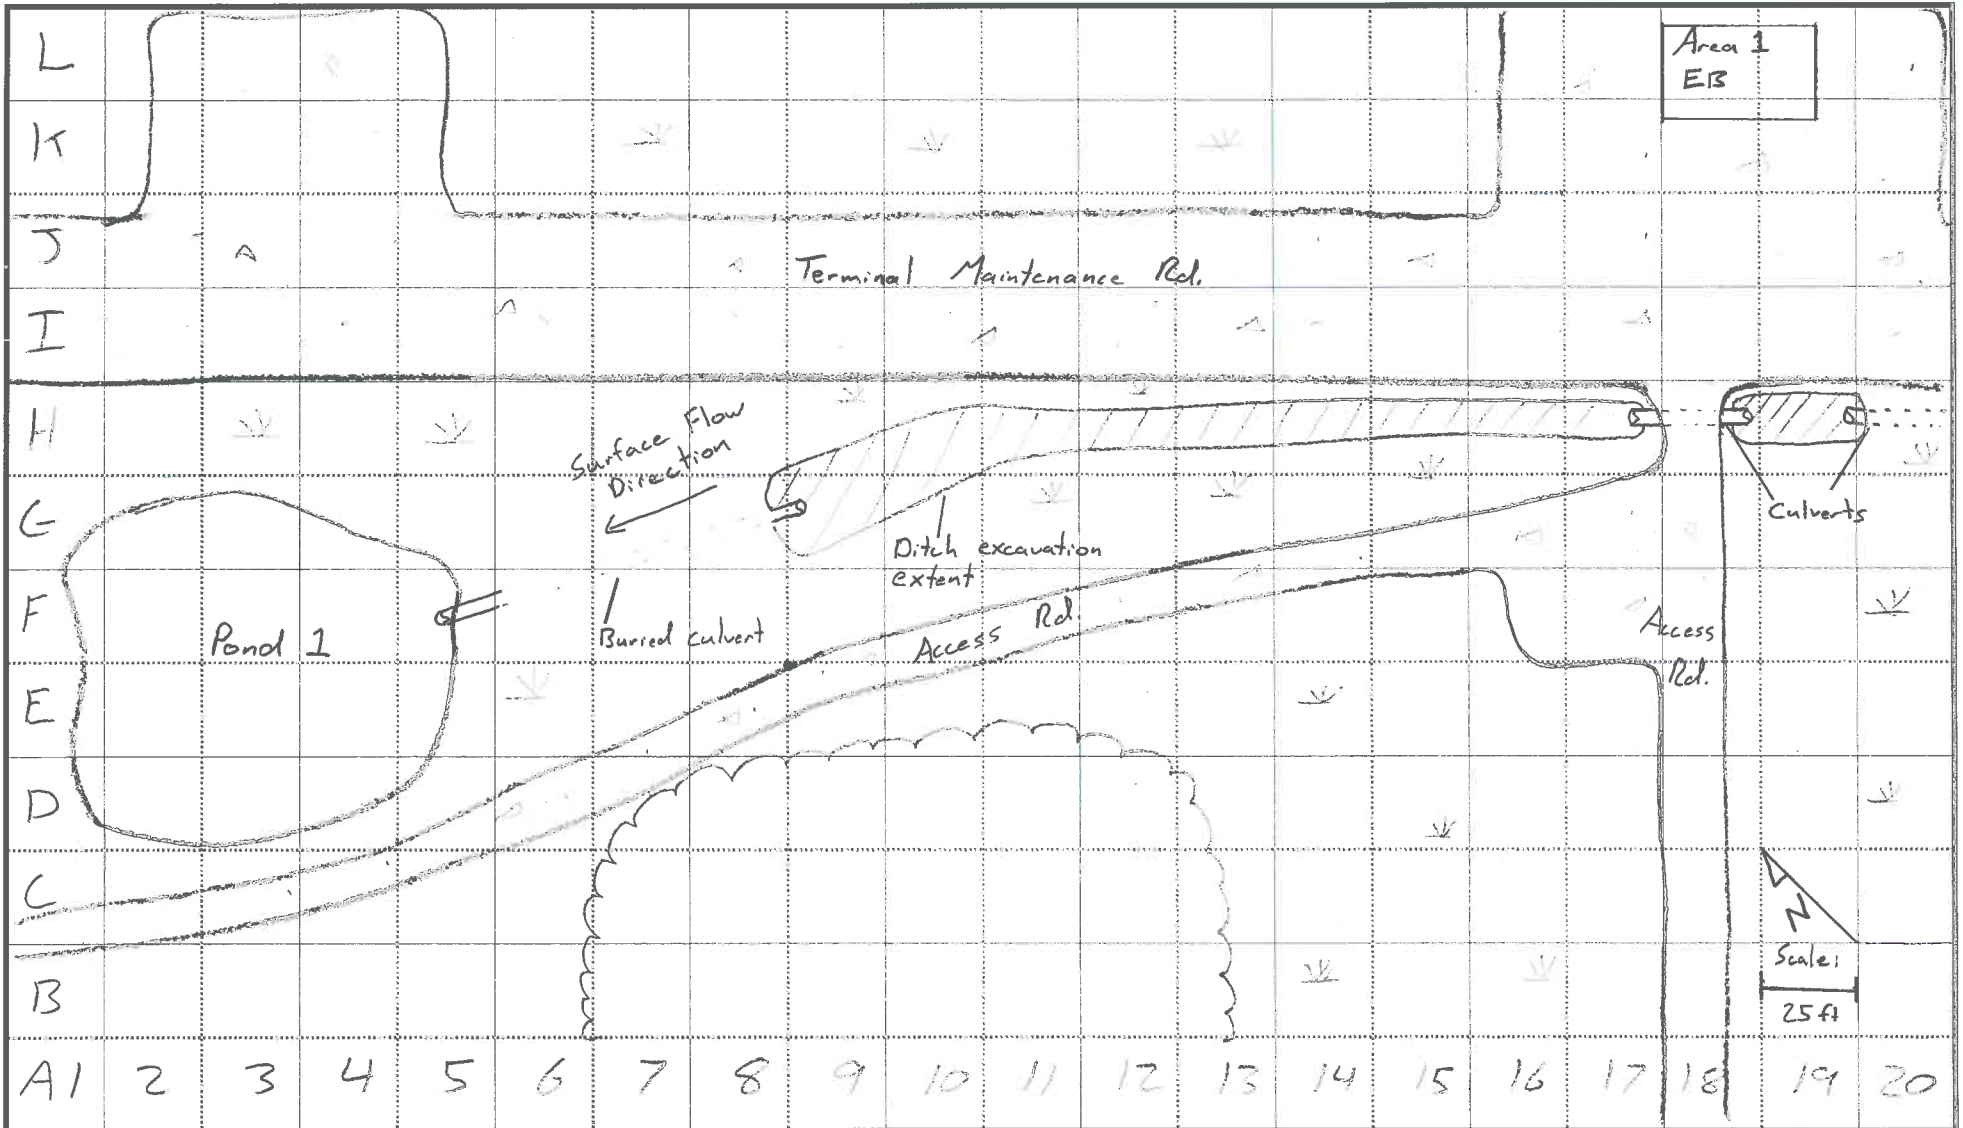 L
Area 1
EB
K
J
Terminal Maintenance Rd.
I
H
Surface Flow
Direction
G
Culverts
Ditch excavation
extent
F
Pond 1
Buried culvert
Access Rd.
Access
Rd.
E
D
C
N
Scale:
25 ft
B
A1 2 3 4 5 6 7 8 9 10 11 12 13 14 15 16 17 18 19 20